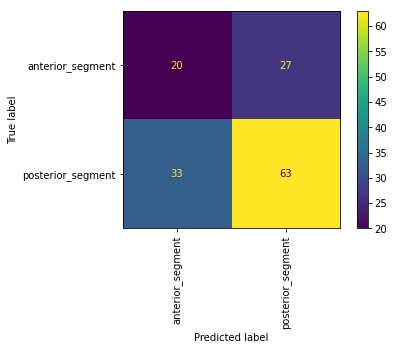 True label
anterior_segment
20 27
posterior_segment
33 63
anterior_segment
posterior_segment
Predicted label
60
55
50
45
40
35
30
25
20